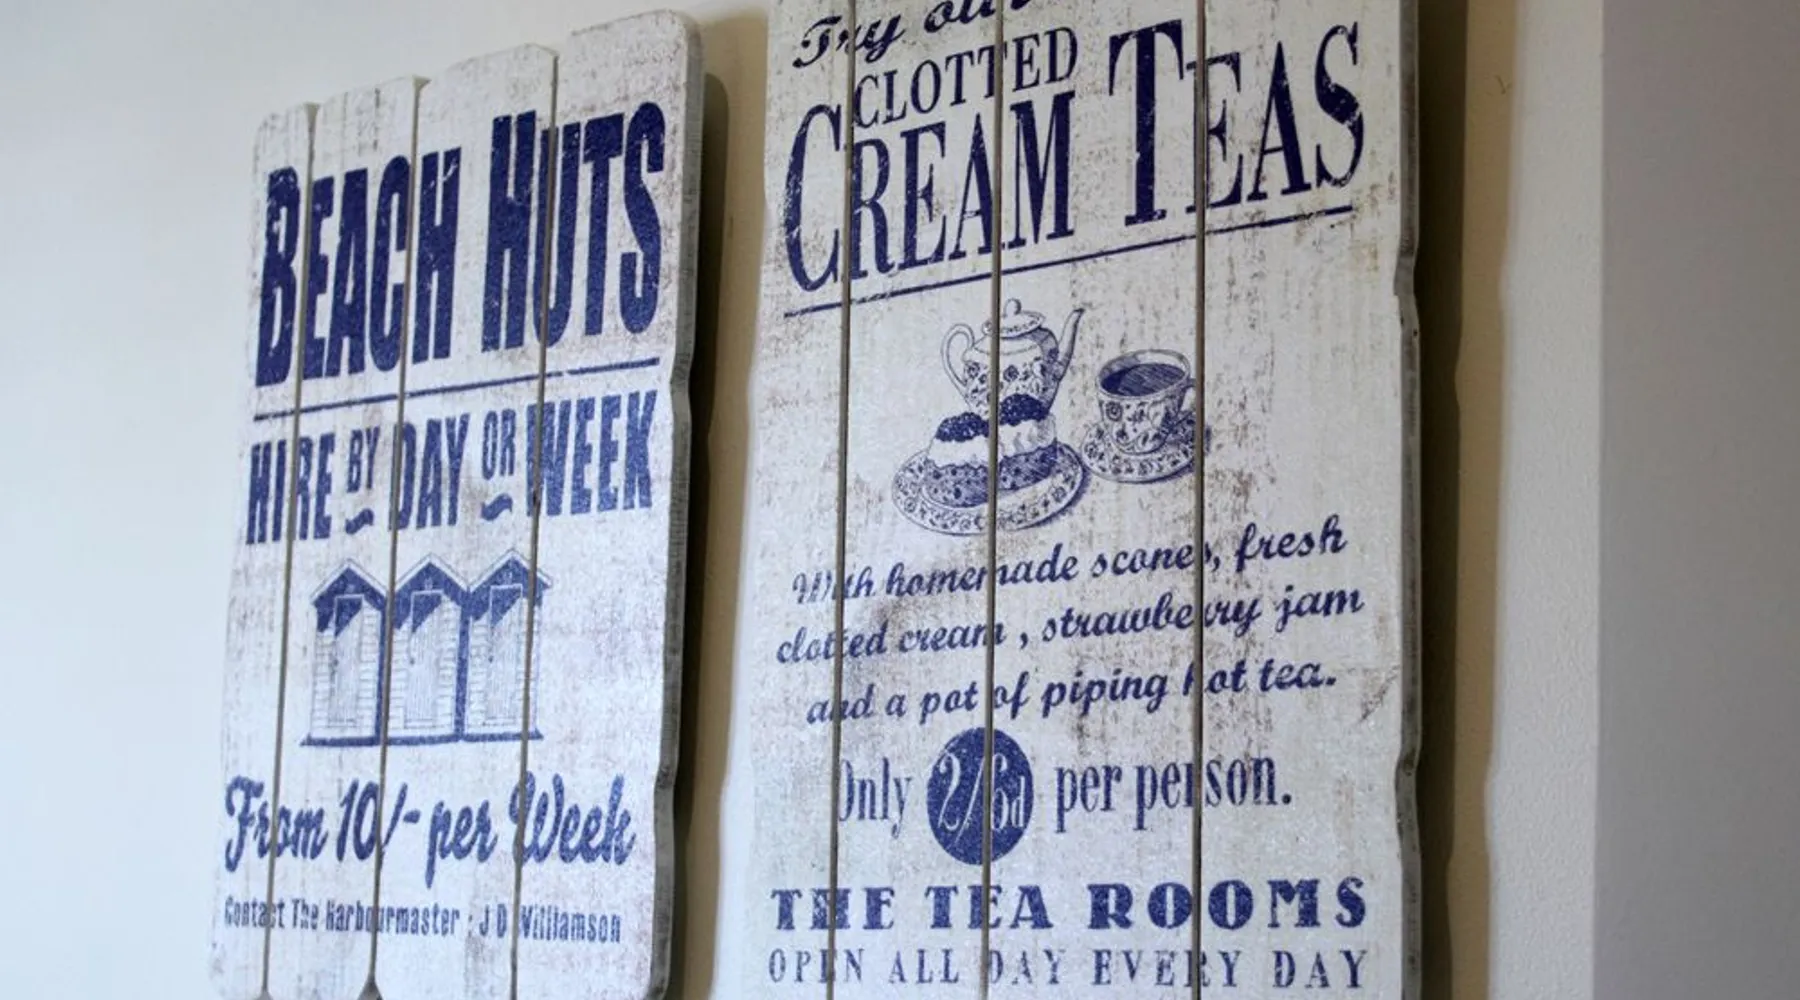 BEACH HUTS
HIRE BY DAY OR WEEK
From 10/- per Week
Contact The Harbourmaster : J D Williamson
Try our
CLOTTED
CREAM TEAS
With homemade scones, fresh
clotted cream , strawberry jam
and a pot of piping hot tea.
Only 2/6d per person.
THE TEA ROOMS
OPEN ALL DAY EVERY DAY